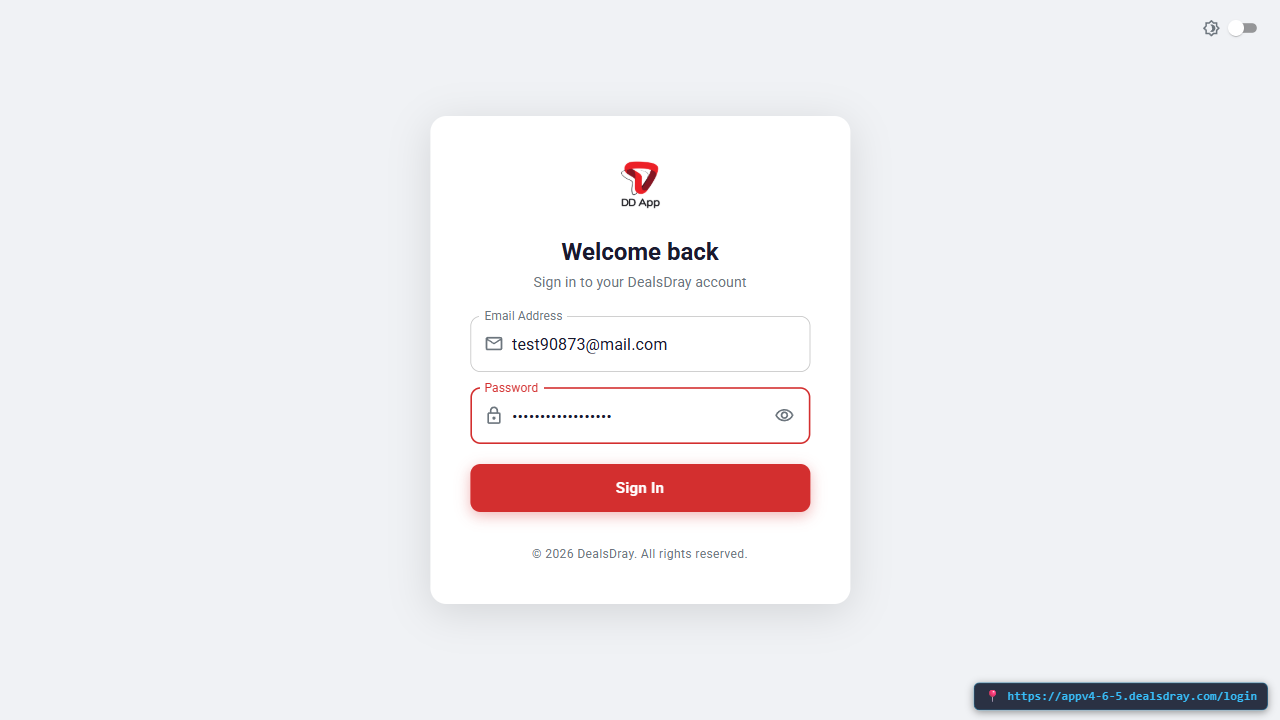 DD App
Welcome back
Sign in to your DealsDray account
Email Address
test90873@mail.com
Password
••••••••••••••••••
Sign In
© 2026 DealsDray. All rights reserved.
https://appv4-6-5.dealsdray.com/login